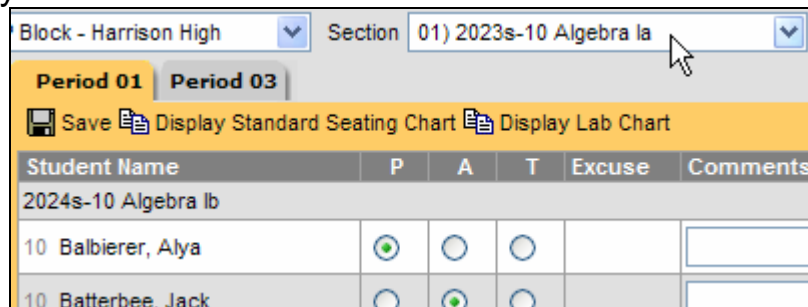 y
Block - Harrison High Section 01) 2023s-10 Algebra Ia
Period 01 Period 03
Save Display Standard Seating Chart Display Lab Chart
Student Name P A T Excuse Comments
2024s-10 Algebra Ib
10 Balbierer, Alya
10 Batterbee, Jack